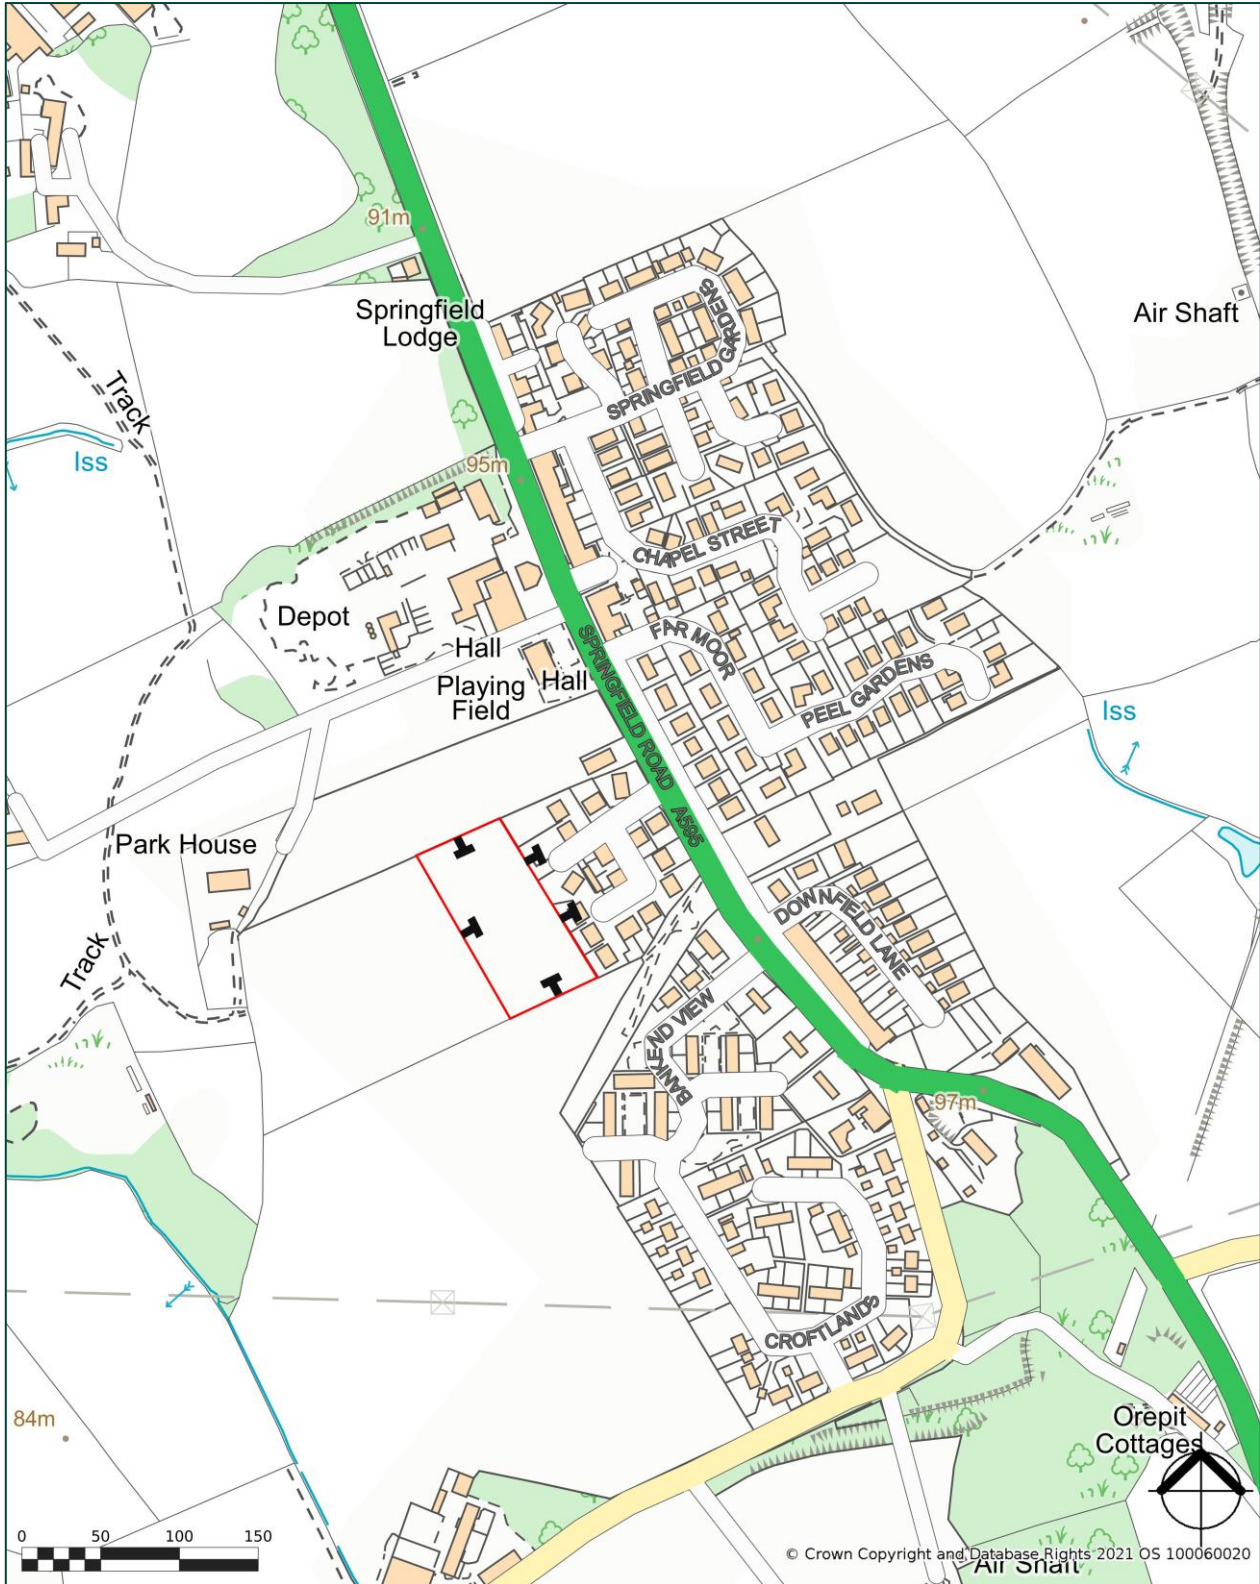 91m
Springfield
Lodge
Air Shaft
SPRINGFIELD GARDENS
Track
Iss
95m
CHAPEL STREET
Depot
FAR MOOR
Hall
Hall
Playing
Field
PEEL GARDENS
SPRINGFIELD ROAD A595
Iss
Park House
DOWNFIELD LANE
Track
BANKEND VIEW
97m
CROFTLANDS
84m
Orepit
Cottages
0 50 100 150
© Crown Copyright and Database Rights 2021 OS 100060020
Air Shaft